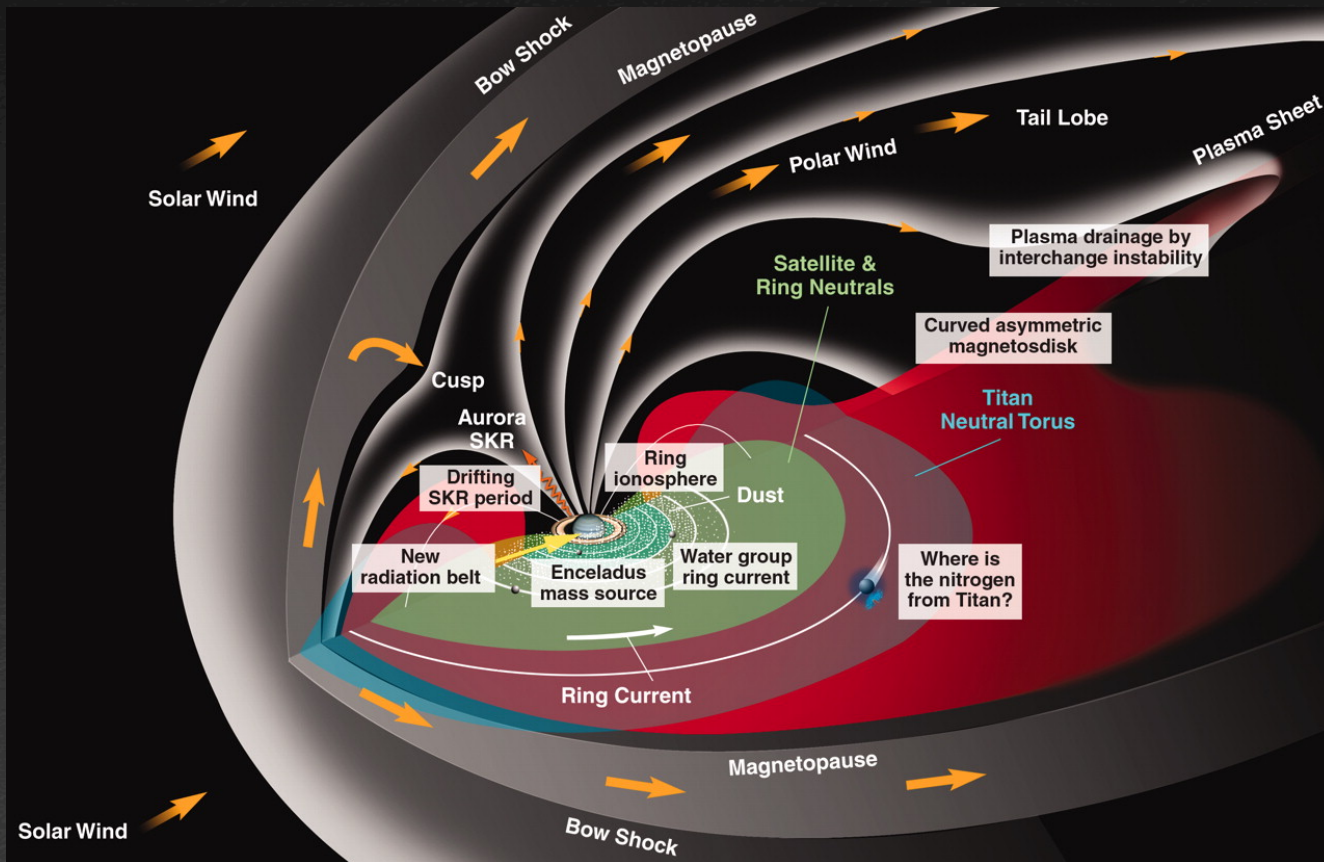 Bow Shock
Magnetopause
Solar Wind
Tail Lobe
Polar Wind
Plasma Sheet
Plasma drainage by
interchange instability
Satellite &
Ring Neutrals
Curved asymmetric
magnetosdisk
Cusp
Titan
Neutral Torus
Aurora
SKR
Drifting
SKR period
Ring
ionosphere
Dust
New
radiation belt
Enceladus
mass source
Water group
ring current
Where is
the nitrogen
from Titan?
Ring Current
Magnetopause
Solar Wind
Bow Shock